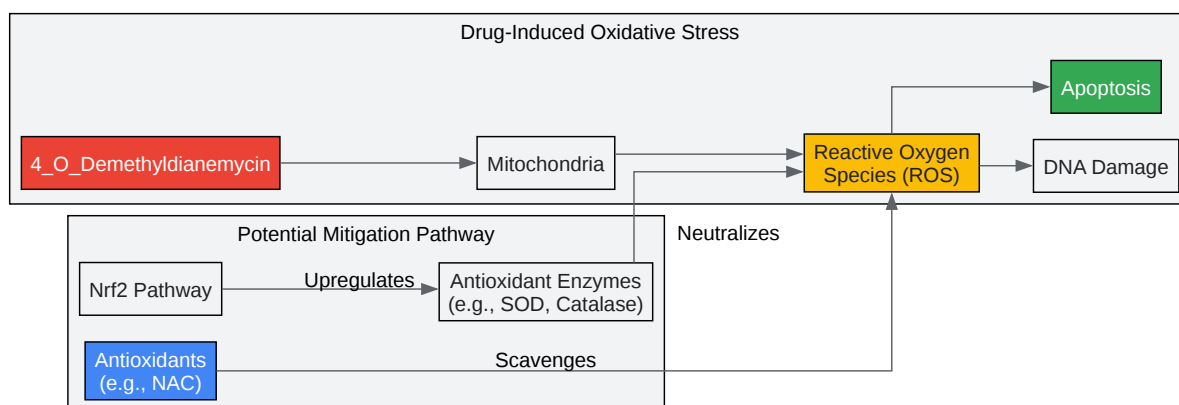 Drug-Induced Oxidative Stress
Apoptosis
4_O_Demethyldianemycin
Mitochondria
Reactive Oxygen
Species (ROS)
DNA Damage
Potential Mitigation Pathway
Neutralizes
Nrf2 Pathway
Upregulates
Antioxidant Enzymes
(e.g., SOD, Catalase)
Antioxidants
(e.g., NAC)
Scavenges